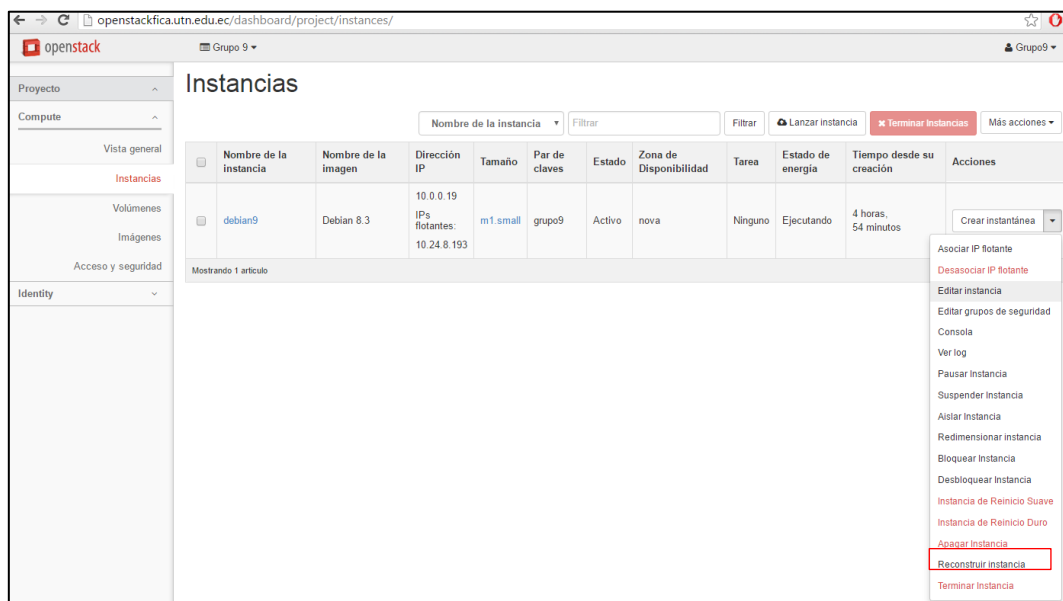 openstackfica.utn.edu.ec/dashboard/project/instances/
openstack
Grupo 9
Grupo9
Proyecto
Compute
Vista general
Instancias
Volúmenes
Imágenes
Acceso y seguridad
Identity
Instancias
Nombre de la instancia
Filtrar
Filtrar
Lanzar instancia
Terminar Instancias
Más acciones
Nombre de la
instancia
Nombre de la
imagen
Dirección
IP
Tamaño
Par de
claves
Estado
Zona de
Disponibilidad
Tarea
Estado de
energía
Tiempo desde su
creación
Acciones
debian9
Debian 8.3
10.0.0.19
IPs
flotantes:
10.24.8.193
m1.small
grupo9
Activo
nova
Ninguno
Ejecutando
4 horas,
54 minutos
Crear instantánea
Mostrando 1 artículo
Asociar IP flotante
Desasociar IP flotante
Editar instancia
Editar grupos de seguridad
Consola
Ver log
Pausar Instancia
Suspender Instancia
Aislar Instancia
Redimensionar instancia
Bloquear Instancia
Desbloquear Instancia
Instancia de Reinicio Suave
Instancia de Reinicio Duro
Apagar Instancia
Reconstruir instancia
Terminar Instancia